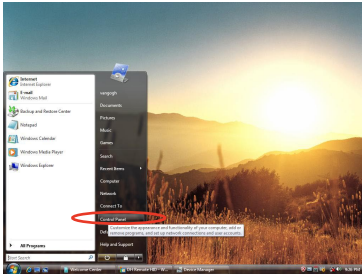 Internet
Internet Explorer
E-mail
Windows Mail
Backup and Restore Center
Notepad
Windows Calendar
Windows Media Player
Windows Explorer
All Programs
Start Search
vangogh
Documents
Pictures
Music
Games
Search
Recent Items
Computer
Network
Connect To
Control Panel
Customize the appearance and functionality of your computer, add or
remove programs, and set up network connections and user accounts.
Help and Support
Welcome Center
Device Manager